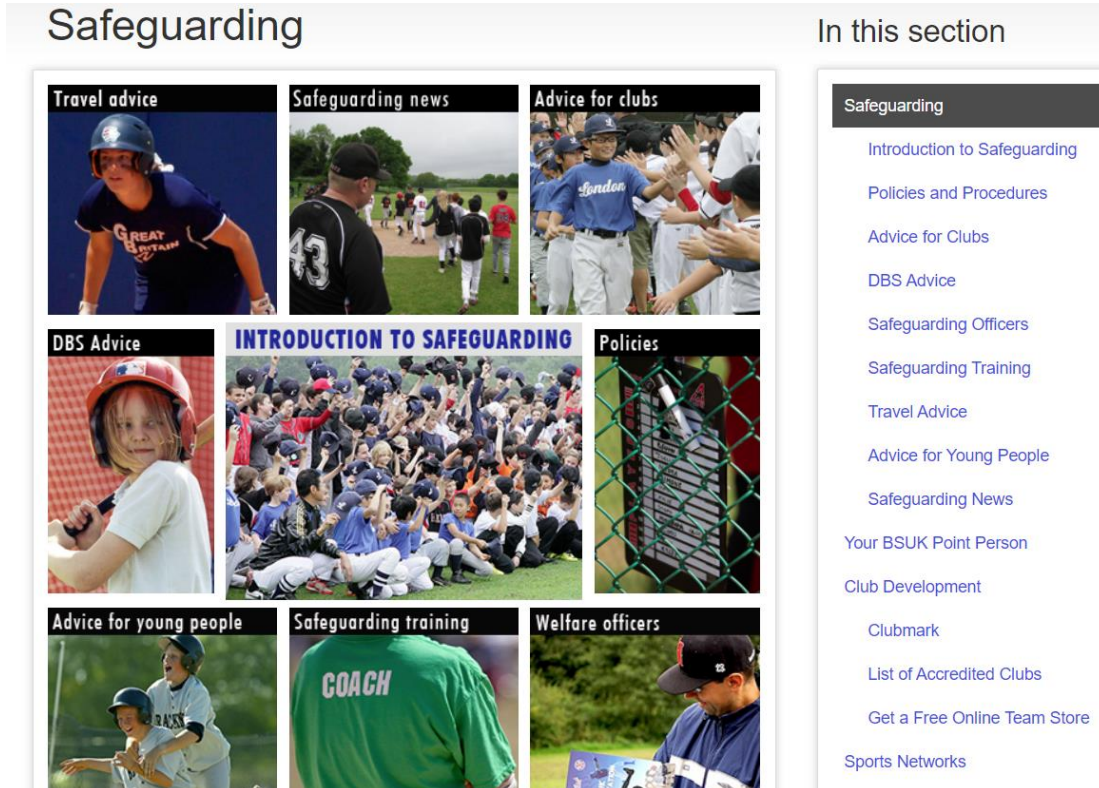 Safeguarding
Travel advice
Safeguarding news
Advice for clubs
GREAT
BRITAIN
43
London
DBS Advice
INTRODUCTION TO SAFEGUARDING
Policies
Advice for young people
Safeguarding training
Welfare officers
COACH
13
In this section
Safeguarding
Introduction to Safeguarding
Policies and Procedures
Advice for Clubs
DBS Advice
Safeguarding Officers
Safeguarding Training
Travel Advice
Advice for Young People
Safeguarding News
Your BSUK Point Person
Club Development
Clubmark
List of Accredited Clubs
Get a Free Online Team Store
Sports Networks